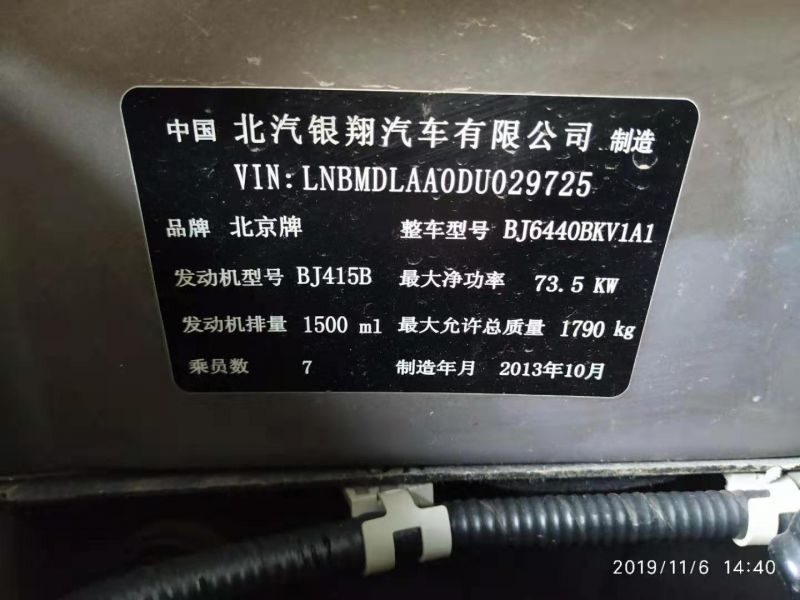 中国 北汽银翔汽车有限公司 制造
VIN: LNBMDLAA0DU029725
品牌 北京牌 整车型号 BJ6440BKV1A1
发动机型号 BJ415B 最大净功率 73.5 KW
发动机排量 1500 ml 最大允许总质量 1790 kg
乘员数 7 制造年月 2013年10月
2019/11/6 14:40